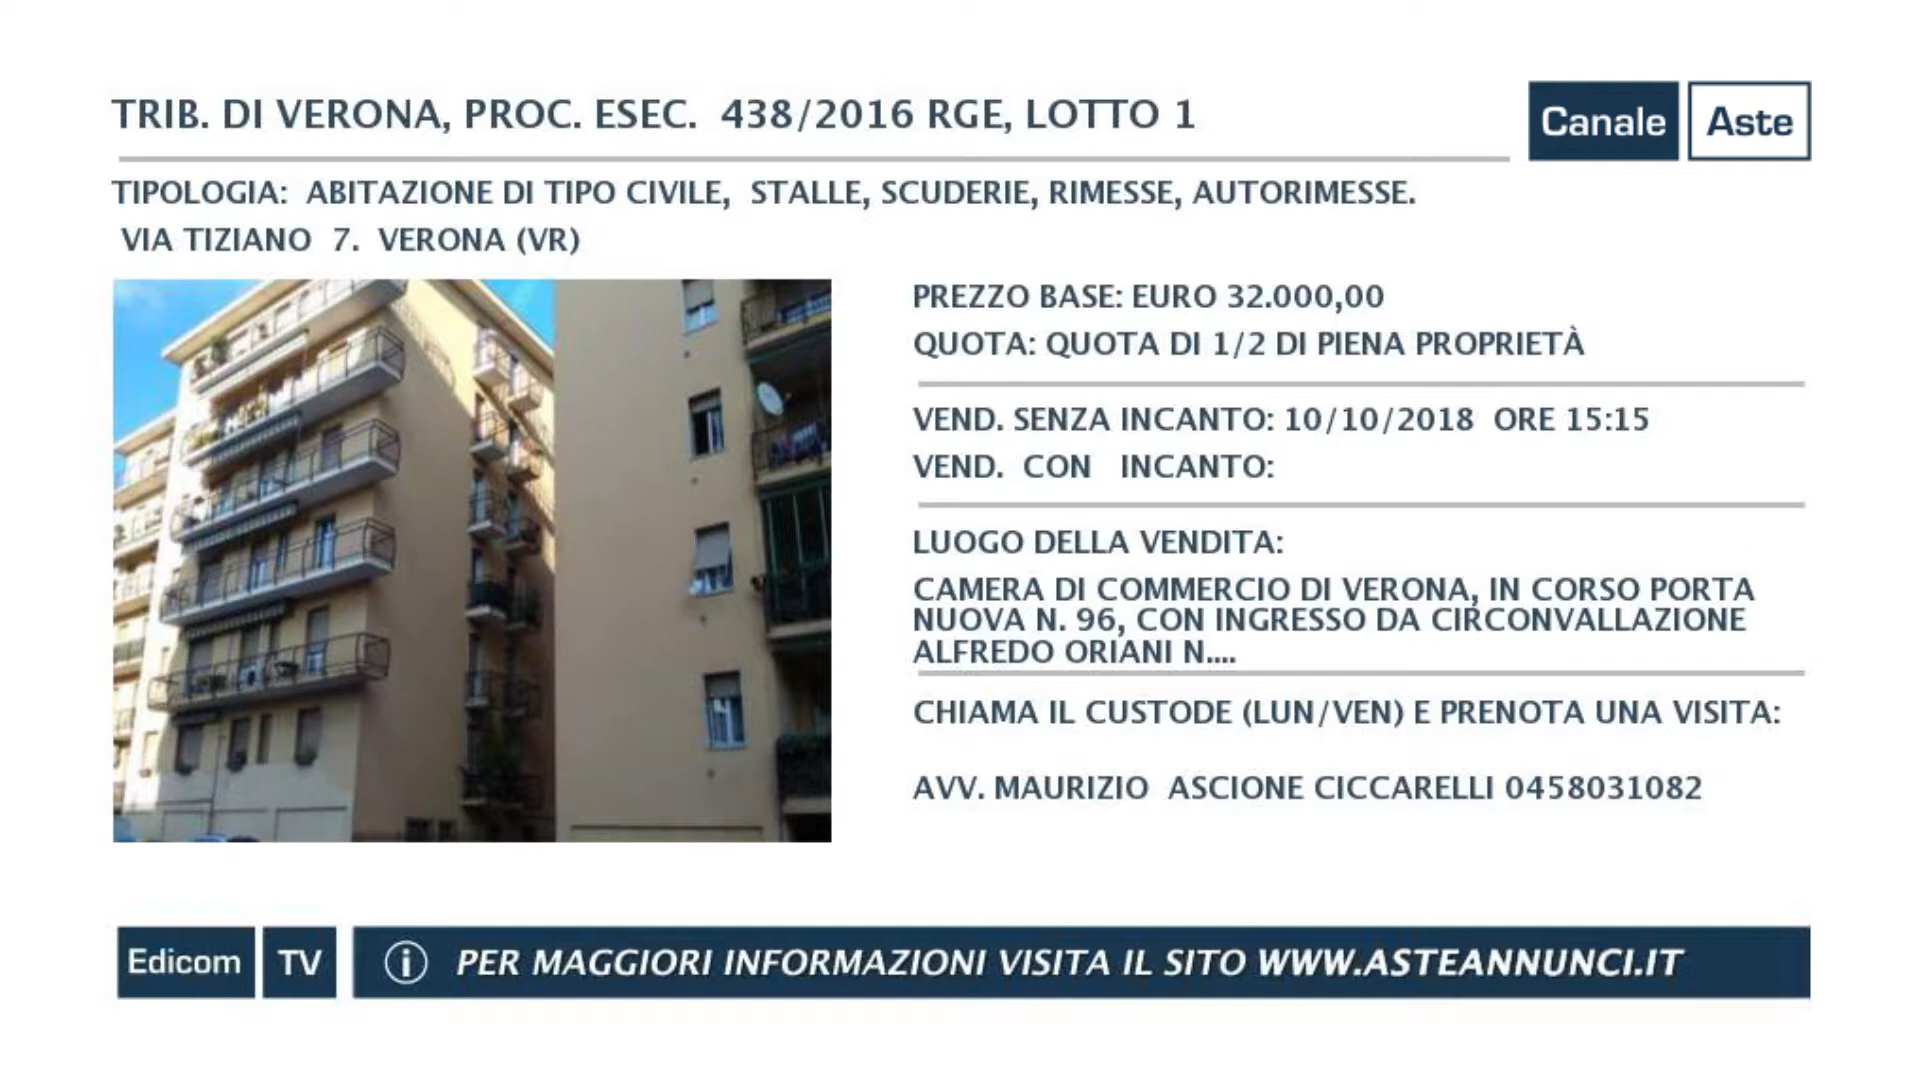 TRIB. DI VERONA, PROC. ESEC. 438/2016 RGE, LOTTO 1
Canale Aste
TIPOLOGIA: ABITAZIONE DI TIPO CIVILE, STALLE, SCUDERIE, RIMESSE, AUTORIMESSE.
VIA TIZIANO 7. VERONA (VR)
PREZZO BASE: EURO 32.000,00
QUOTA: QUOTA DI 1/2 DI PIENA PROPRIETÀ
VEND. SENZA INCANTO: 10/10/2018 ORE 15:15
VEND. CON INCANTO:
LUOGO DELLA VENDITA:
CAMERA DI COMMERCIO DI VERONA, IN CORSO PORTA
NUOVA N. 96, CON INGRESSO DA CIRCONVALLAZIONE
ALFREDO ORIANI N....
CHIAMA IL CUSTODE (LUN/VEN) E PRENOTA UNA VISITA:
AVV. MAURIZIO ASCIONE CICCARELLI 0458031082
Edicom TV
PER MAGGIORI INFORMAZIONI VISITA IL SITO WWW.ASTEANNUNCI.IT